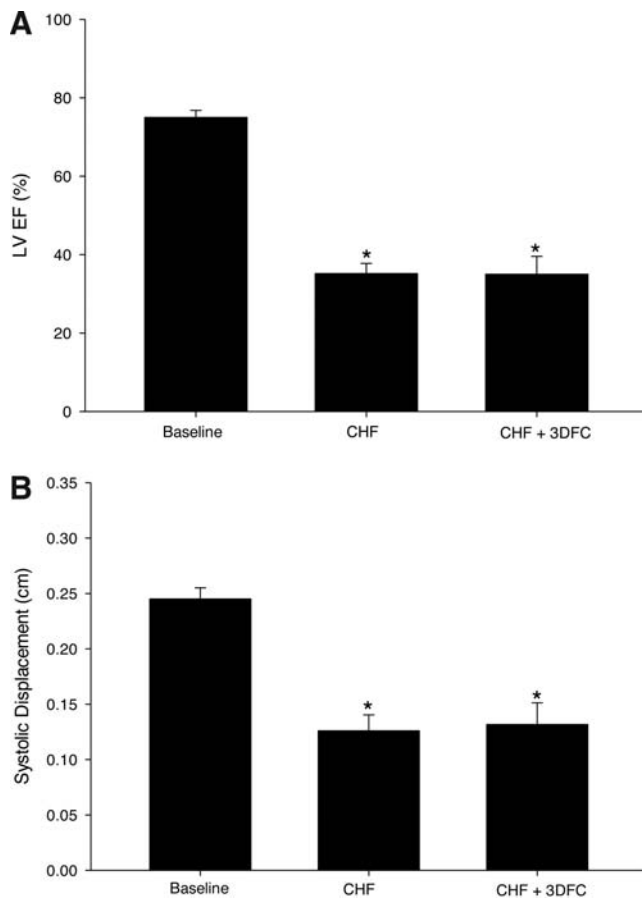 A
100
80
60
40
20
0
LV EF (%)
*
*
Baseline
CHF
CHF + 3DFC
B
0.35
0.30
0.25
0.20
0.15
0.10
0.05
0.00
Systolic Displacement (cm)
*
*
Baseline
CHF
CHF + 3DFC